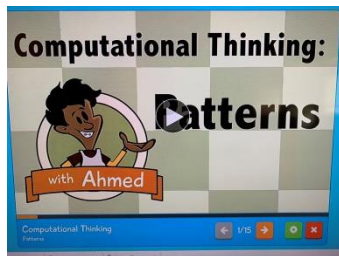 Computational Thinking:
Patterns
with Ahmed
Computational Thinking
Patterns
1/15